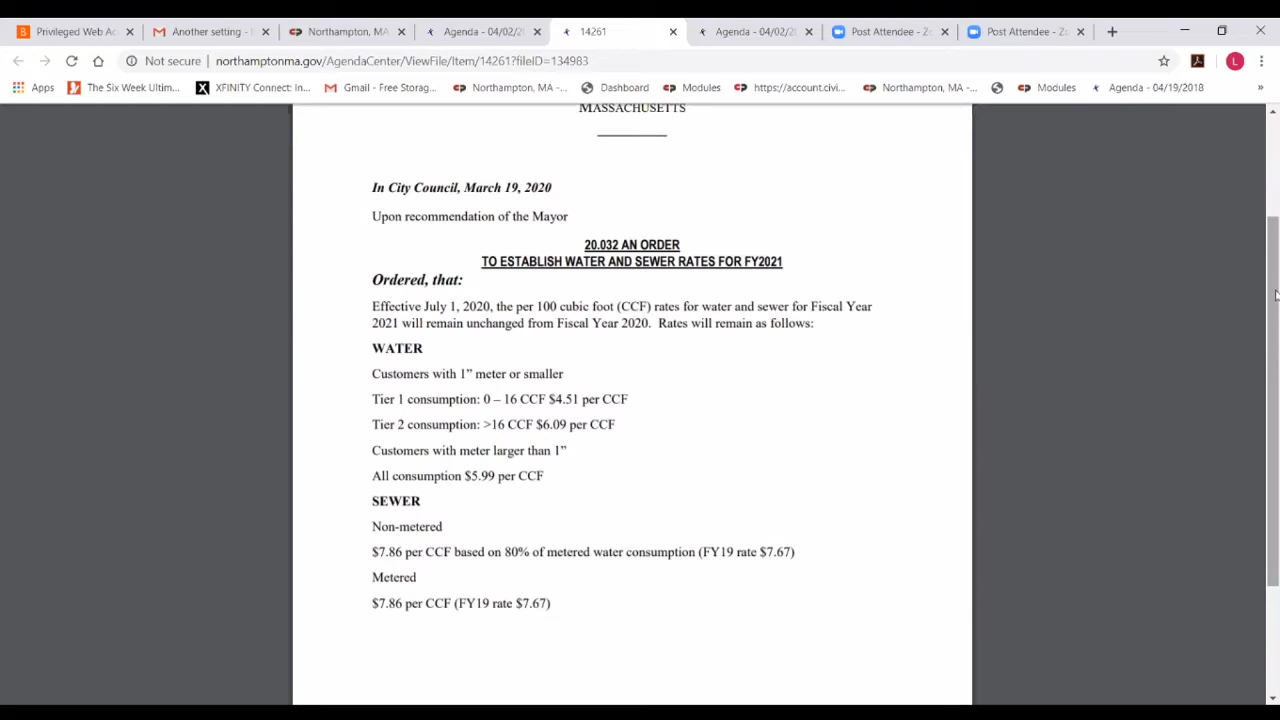 Privileged Web Ac
Another setting -
Northampton, MA
Agenda - 04/02/2
14261
Agenda - 04/02/2
Post Attendee - Zo
Post Attendee - Zo
Not secure | northamptonma.gov/AgendaCenter/ViewFile/Item/14261?fileID=134983
L
Apps
The Six Week Ultim...
XFINITY Connect: In...
Gmail - Free Storag...
Northampton, MA -...
Dashboard
Modules
https://account.civi...
Northampton, MA -...
Modules
Agenda - 04/19/2018
»
MASSACHUSETTS
In City Council, March 19, 2020
Upon recommendation of the Mayor
20.032 AN ORDER
TO ESTABLISH WATER AND SEWER RATES FOR FY2021
Ordered, that:
Effective July 1, 2020, the per 100 cubic foot (CCF) rates for water and sewer for Fiscal Year
2021 will remain unchanged from Fiscal Year 2020.  Rates will remain as follows:
WATER
Customers with 1” meter or smaller
Tier 1 consumption: 0 – 16 CCF $4.51 per CCF
Tier 2 consumption: >16 CCF $6.09 per CCF
Customers with meter larger than 1”
All consumption $5.99 per CCF
SEWER
Non-metered
$7.86 per CCF based on 80% of metered water consumption (FY19 rate $7.67)
Metered
$7.86 per CCF (FY19 rate $7.67)